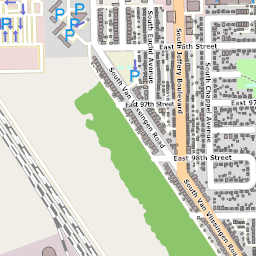 P
P
P
P
P
East 96th Street
South Euclid Avenue
South Jeffery Boulevard
South Chappel Avenue
East 97th Street
East 97
South Van Vlissingen Road
East 98th Street
South Van Vlissingen Road